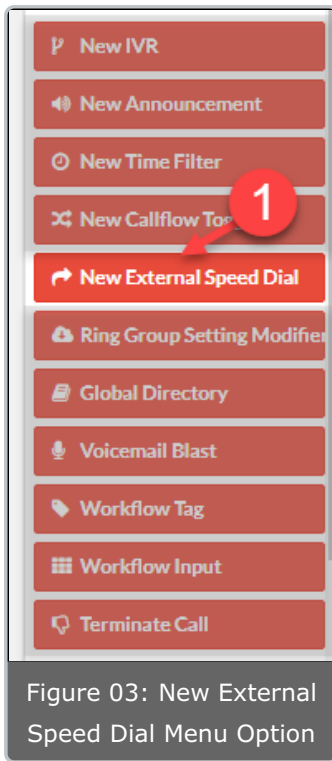 New IVR
New Announcement
New Time Filter
New Callflow To
1
New External Speed Dial
Ring Group Setting Modifier
Global Directory
Voicemail Blast
Workflow Tag
Workflow Input
Terminate Call
Figure 03: New External
Speed Dial Menu Option